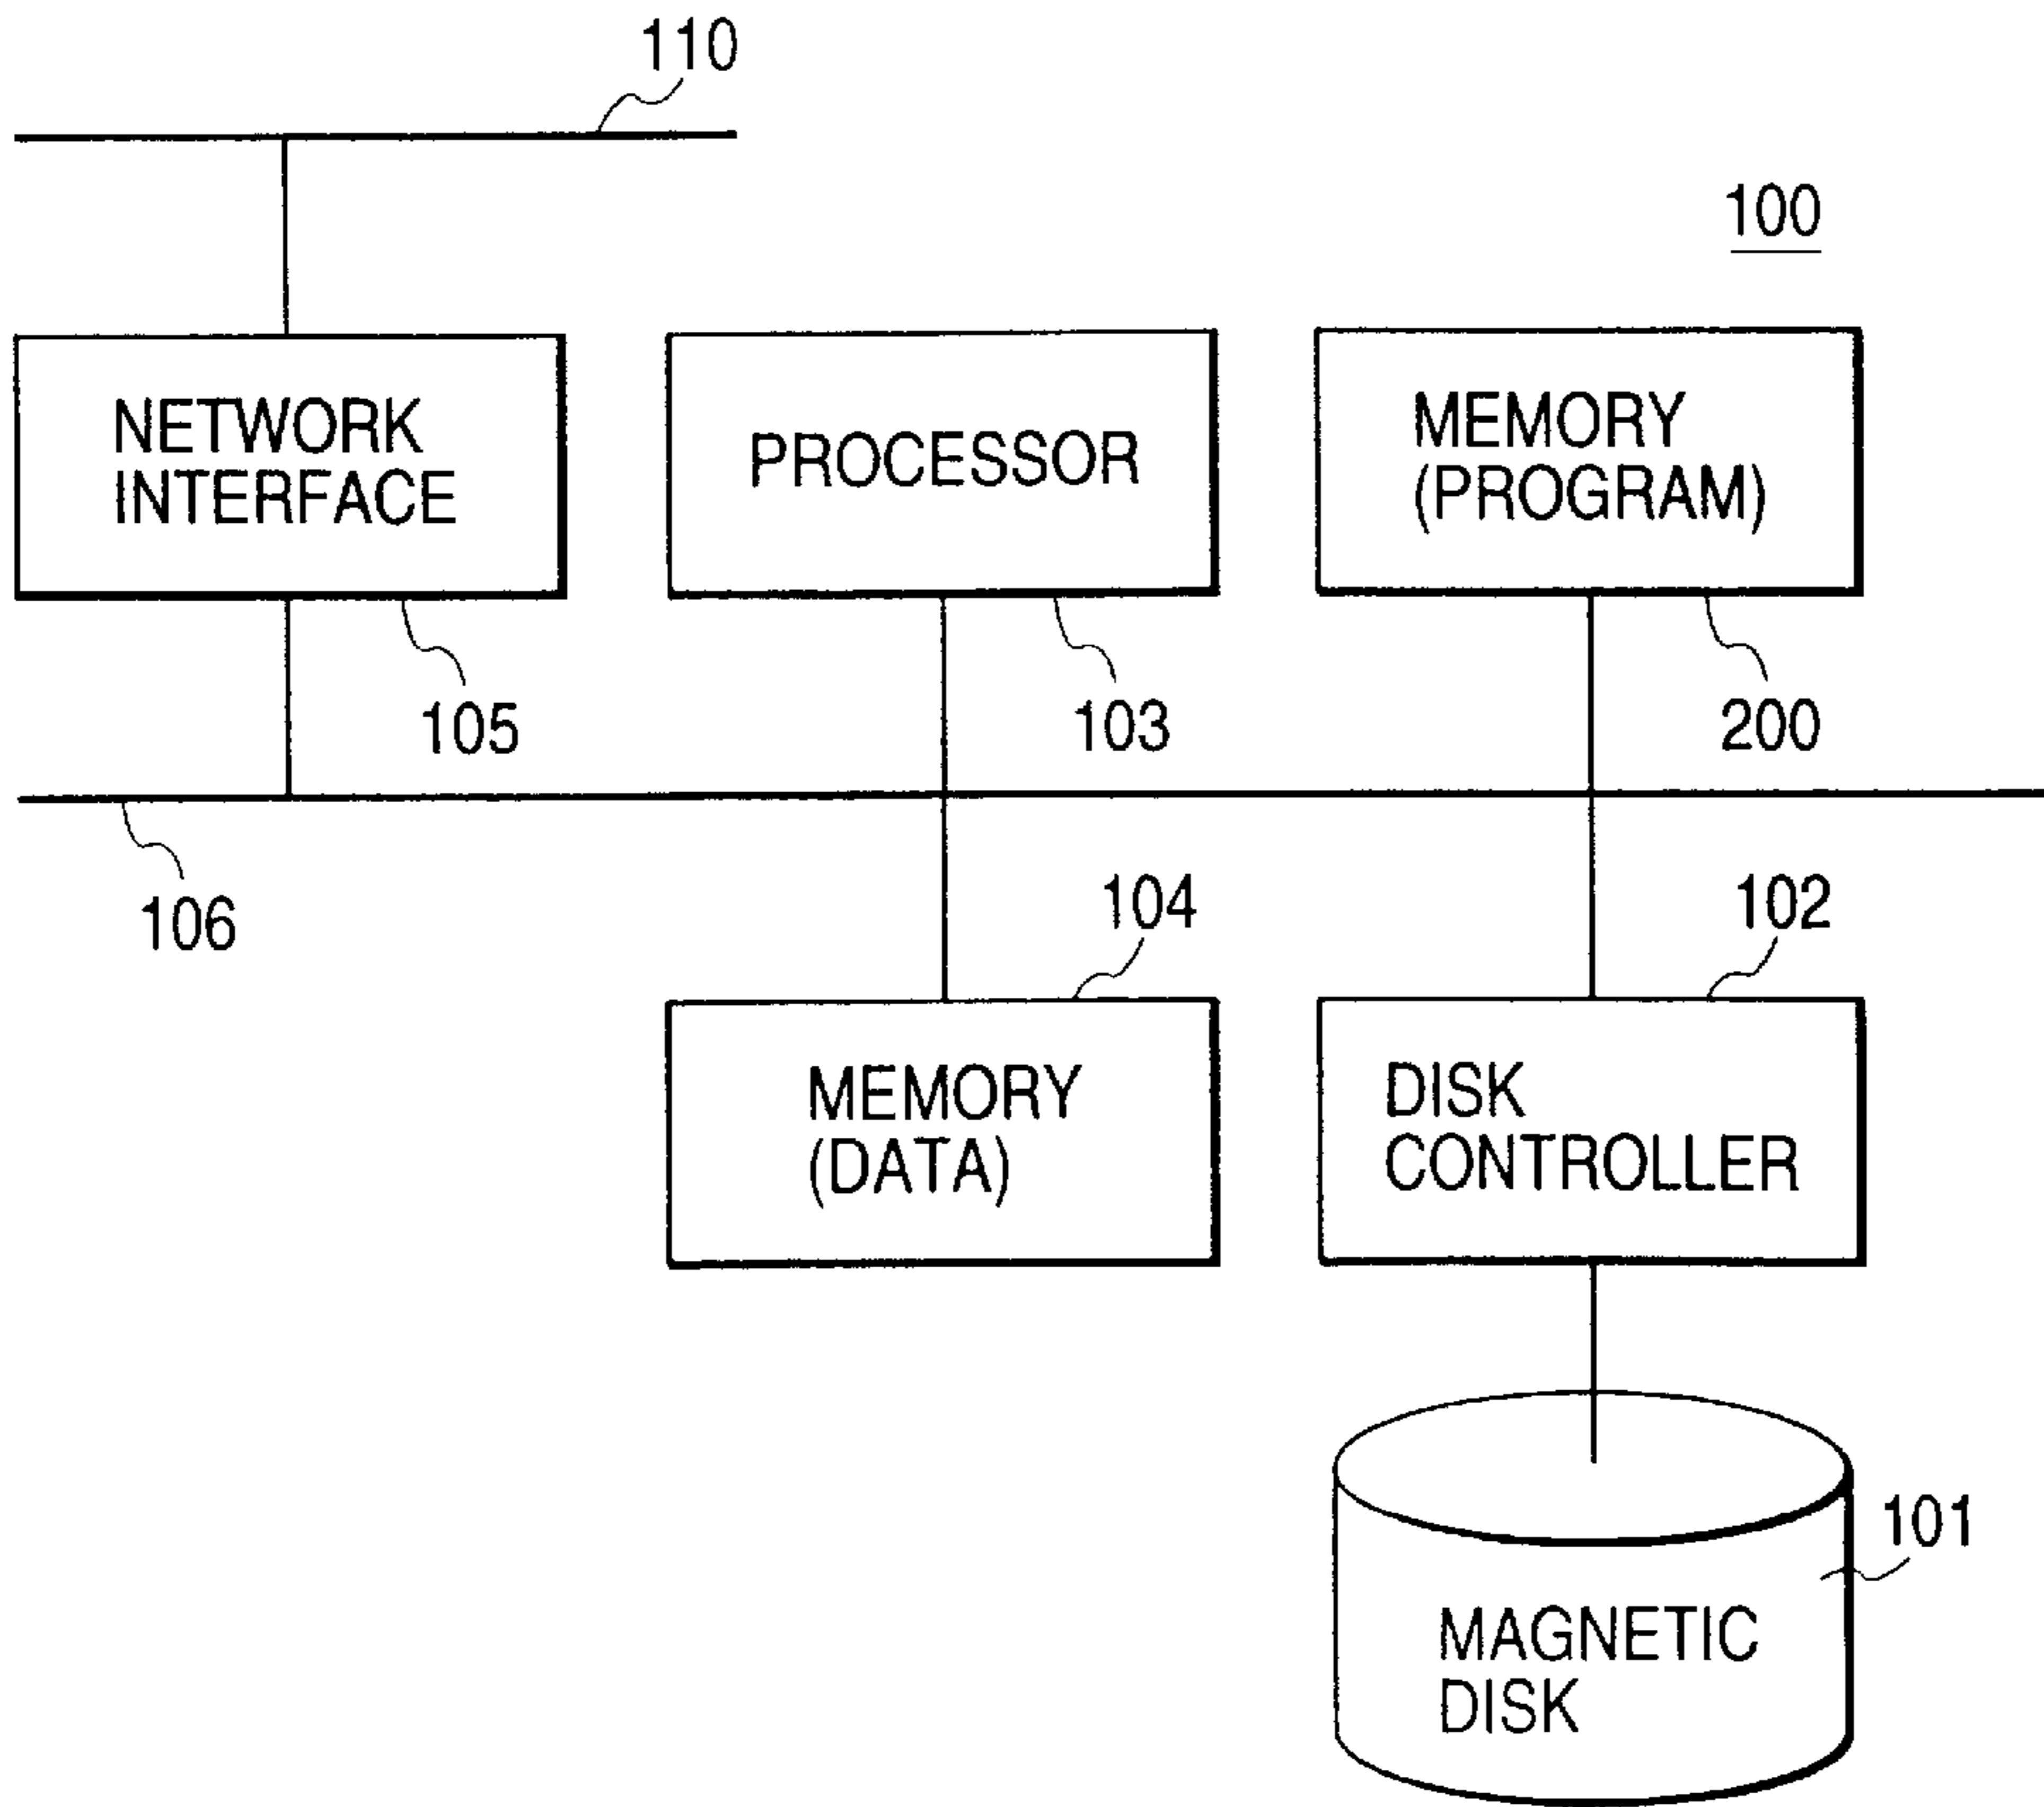 110
100
NETWORK
INTERFACE
PROCESSOR
MEMORY
(PROGRAM)
105
103
200
106
104
102
MEMORY
(DATA)
DISK
CONTROLLER
101
MAGNETIC
DISK